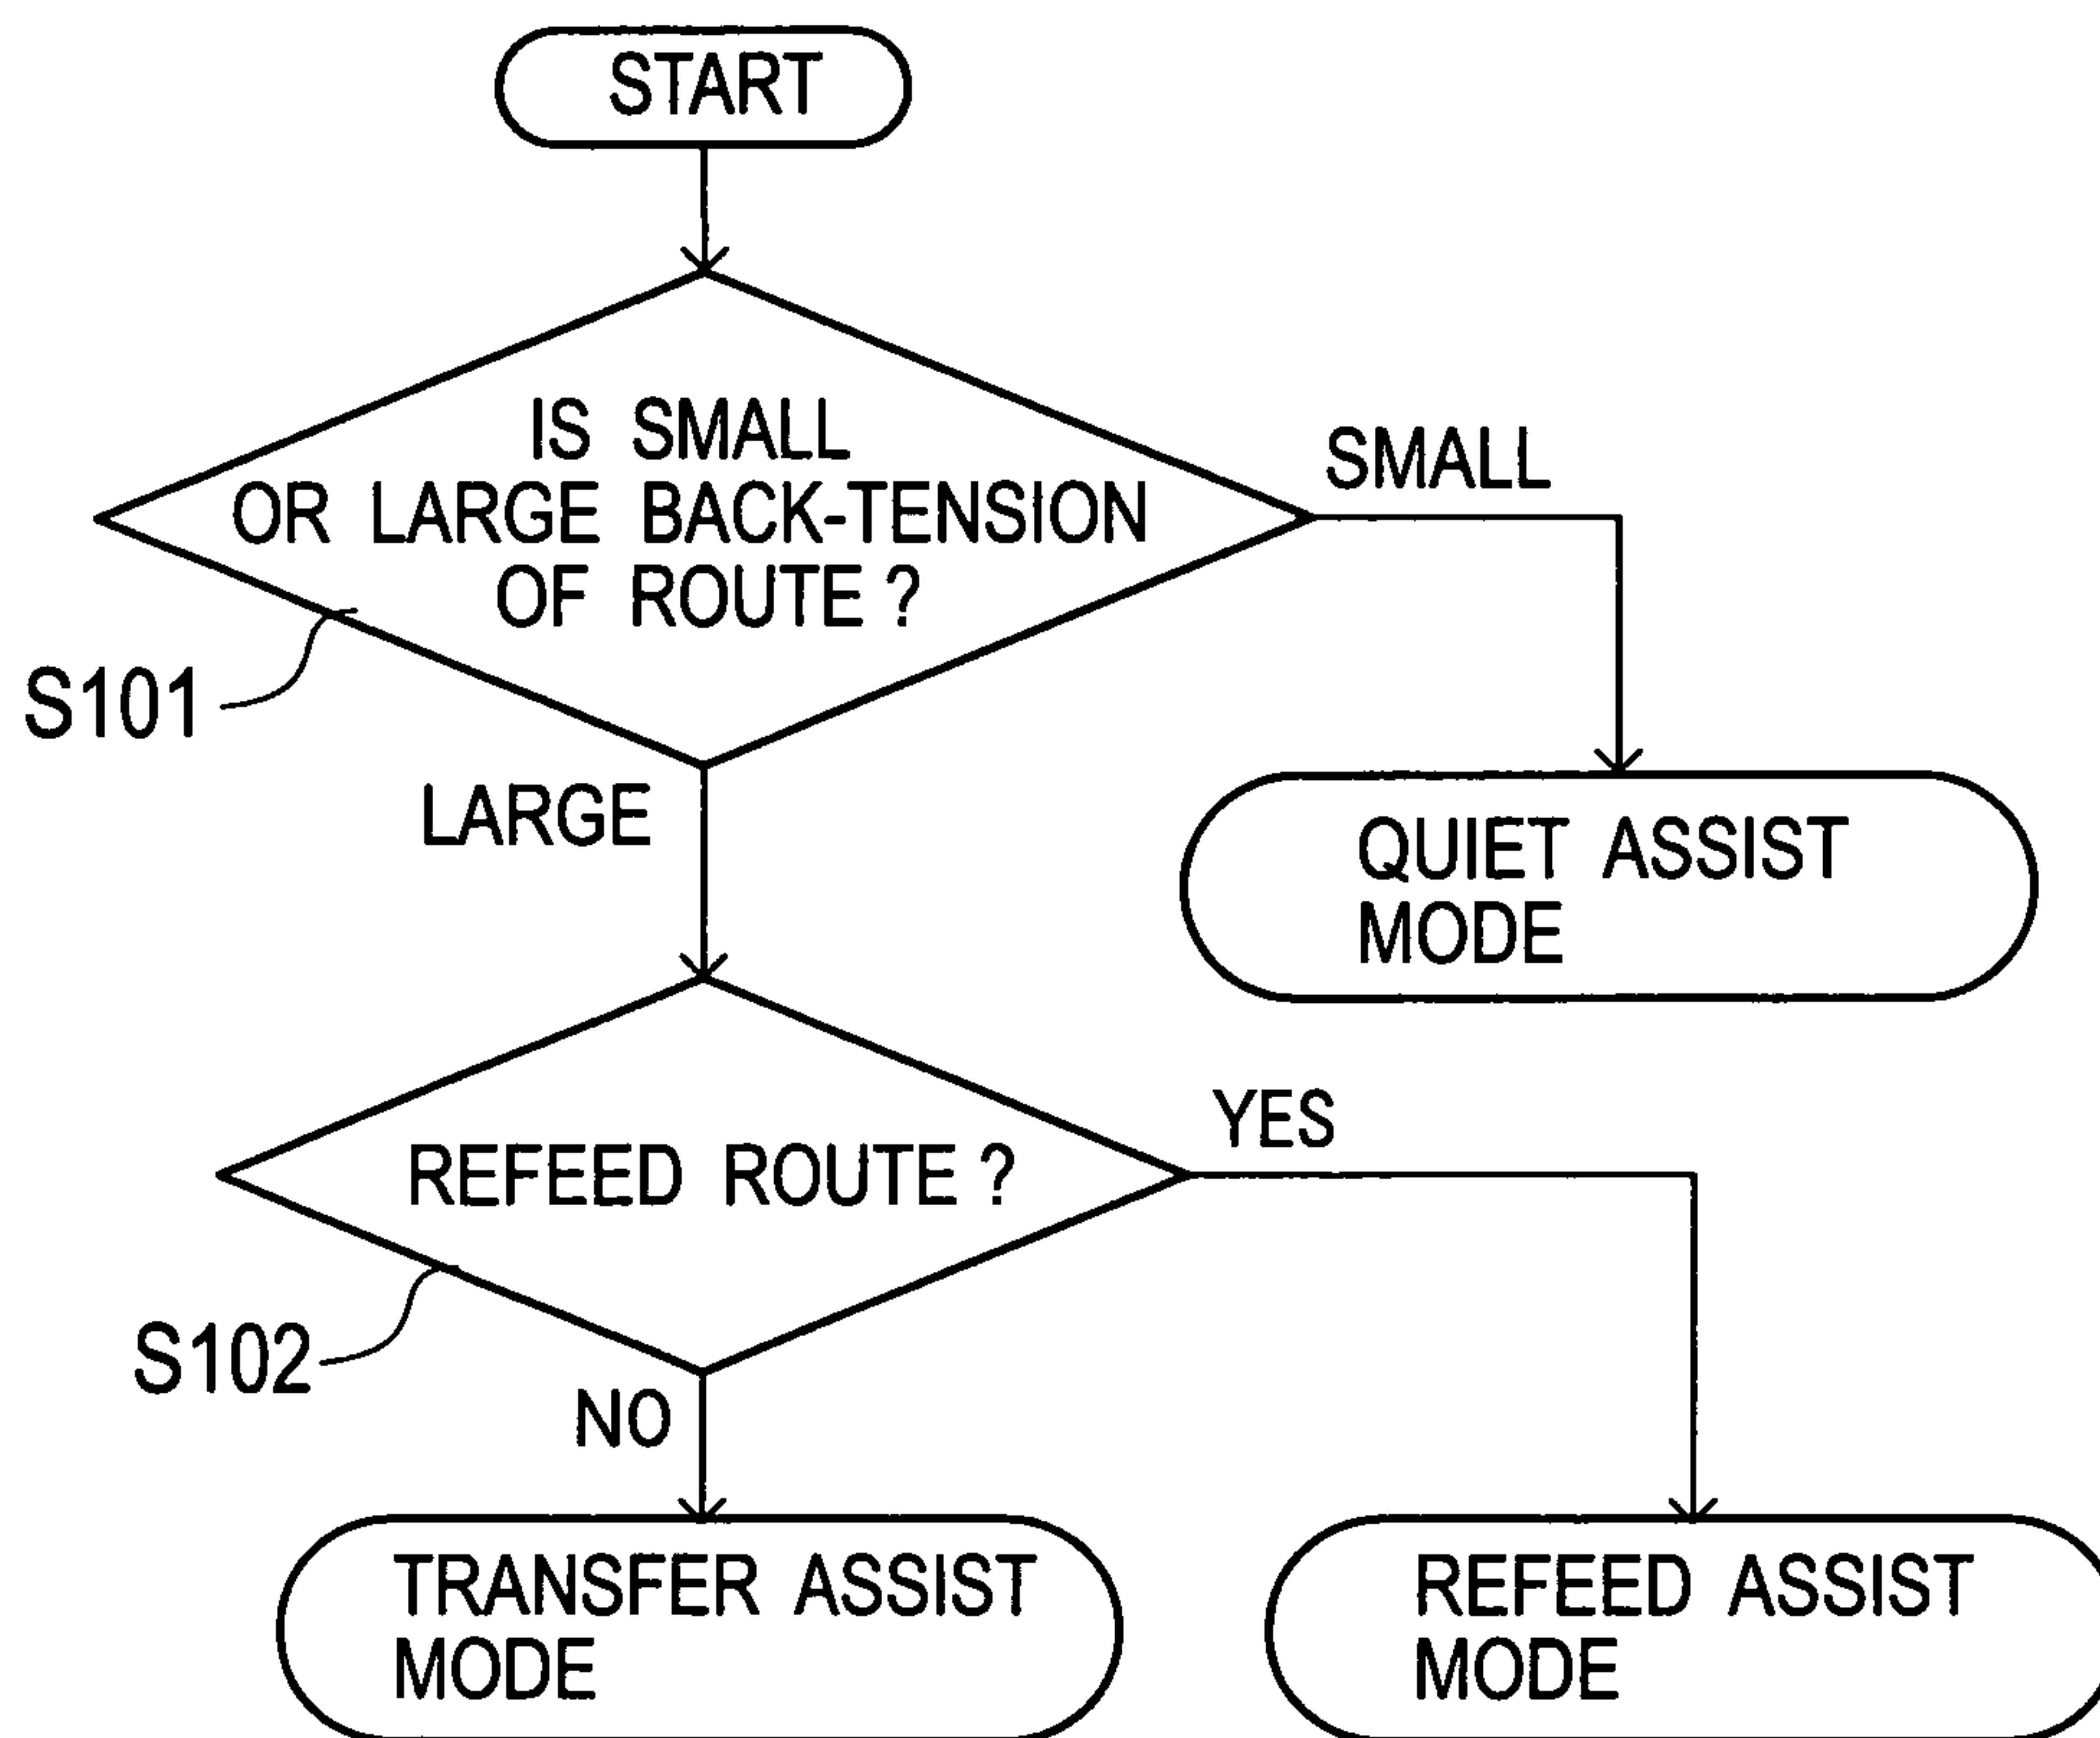 START
IS SMALL
OR LARGE BACK-TENSION
OF ROUTE ?
SMALL
S101
LARGE
QUIET ASSIST
MODE
YES
REFEED ROUTE ?
S102
NO
TRANSFER ASSIST
MODE
REFEED ASSIST
MODE